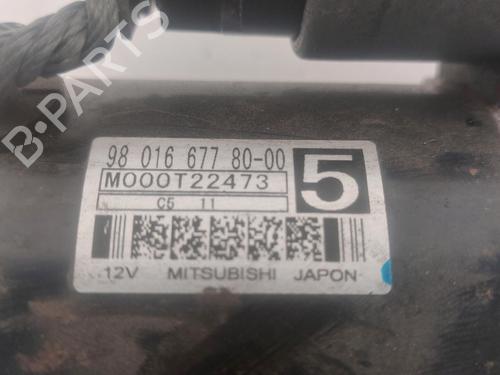 B-PARTS
98 016 677 80-00
M000T22473
5
C5 11
12V MITSUBISHI JAPON